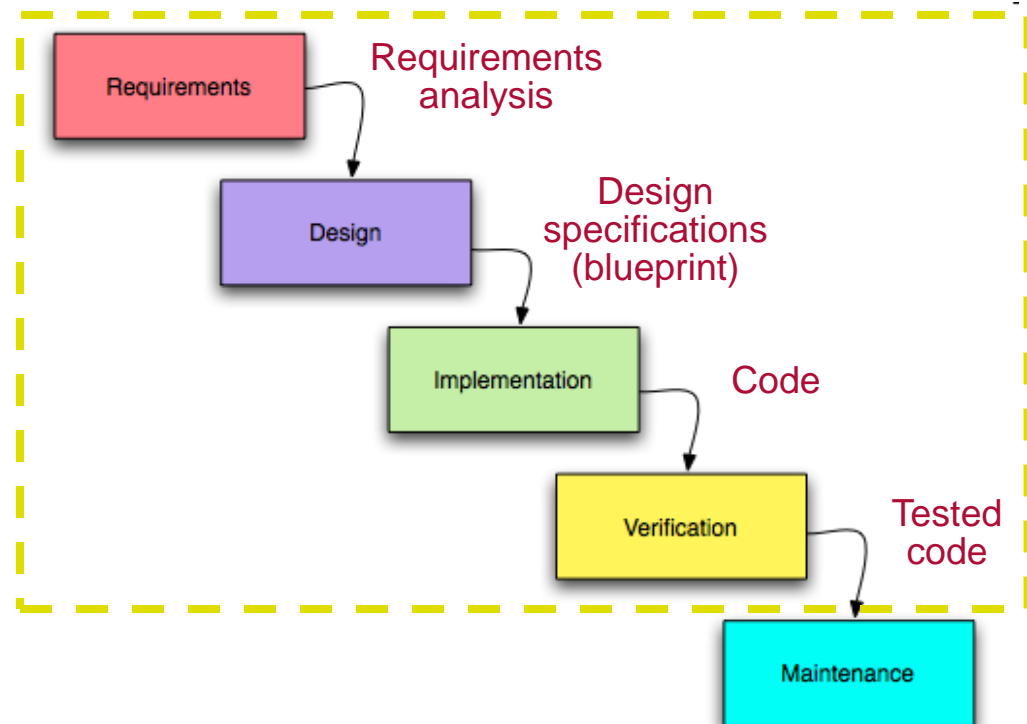 Requirements
Requirements
analysis
Design
Design
specifications
(blueprint)
Implementation
Code
Verification
Tested
code
Maintenance